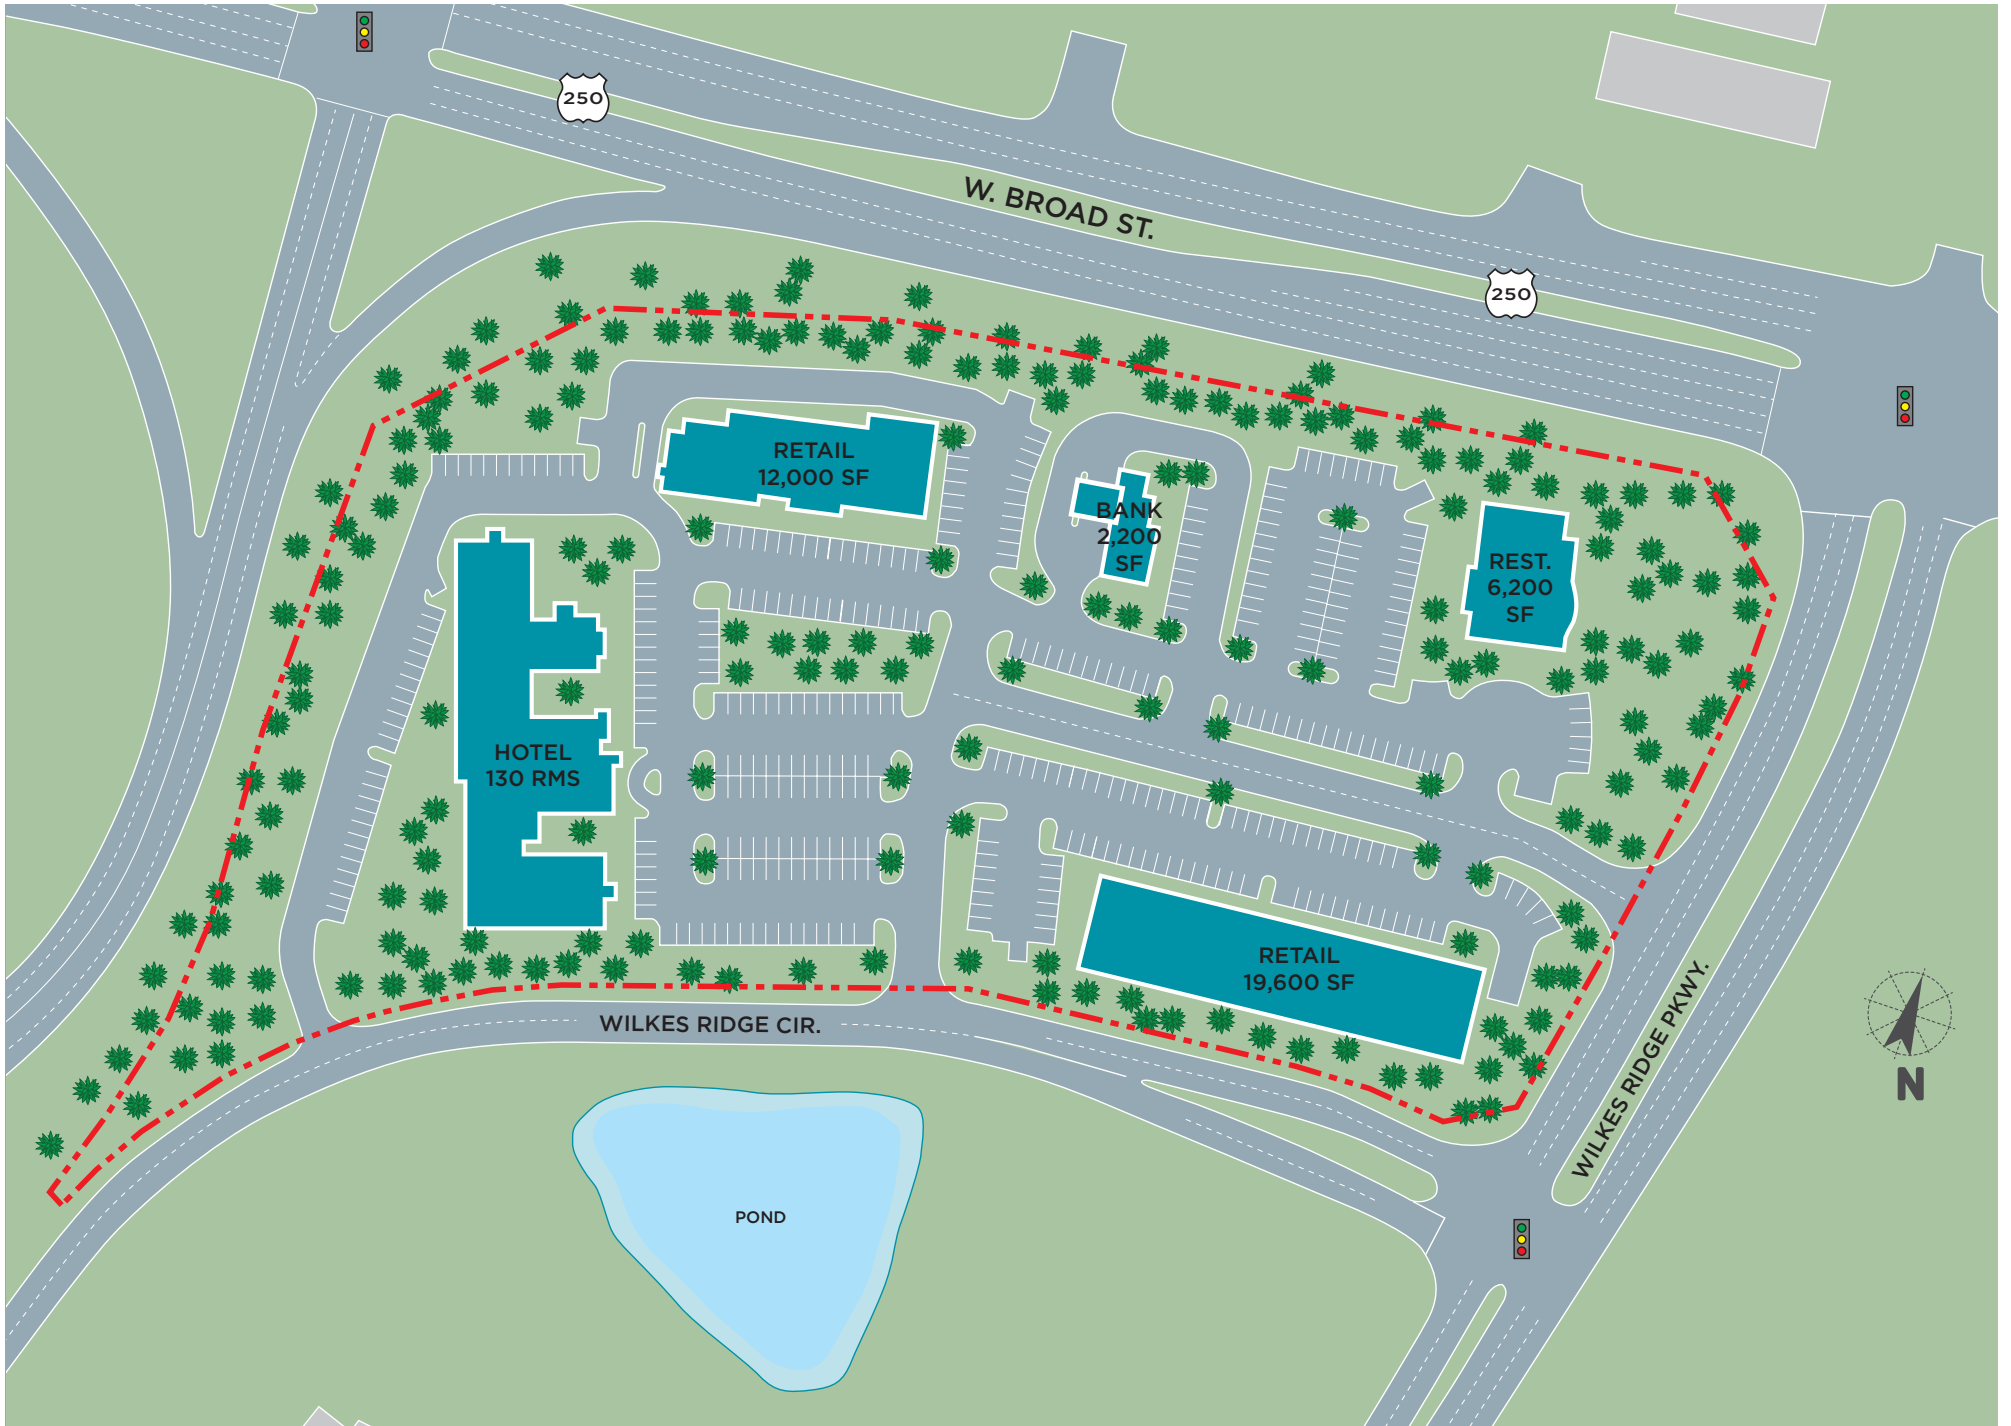 250
W. BROAD ST.
250
RETAIL
12,000 SF
BANK
2,200
SF
REST.
6,200
SF
HOTEL
130 RMS
RETAIL
19,600 SF
WILKES RIDGE CIR.
WILKES RIDGE PKWY.
N
POND